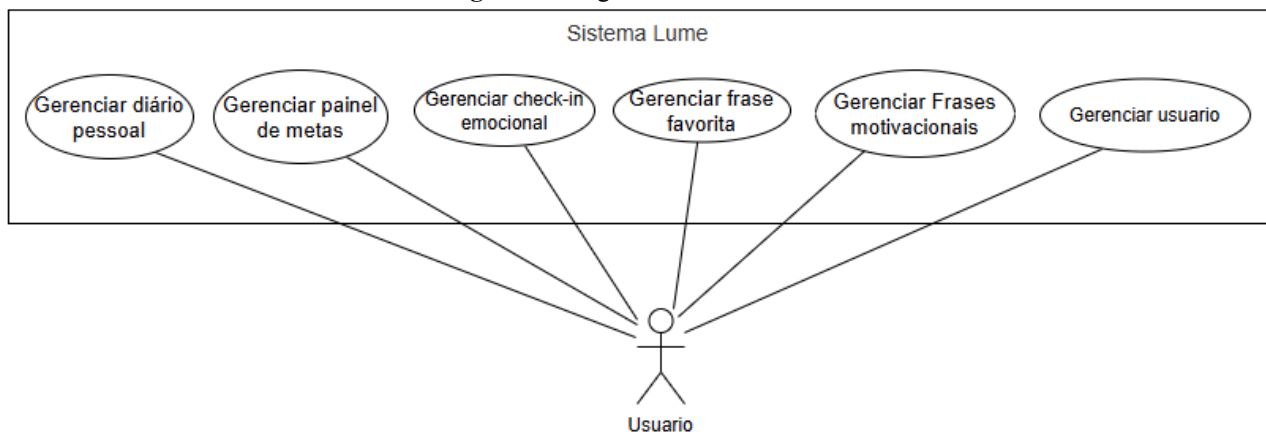 Sistema Lume
Gerenciar diário
pessoal
Gerenciar painel
de metas
Gerenciar check-in
emocional
Gerenciar frase
favorita
Gerenciar Frases
motivacionais
Gerenciar usuario
Usuario